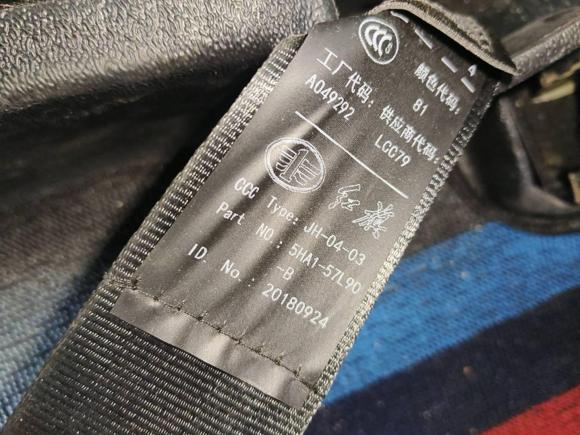 CCC
颜色代码: 81
工厂代码: 供应商代码:
A049292 LCC79
红旗
CCC Type: JH-04-03
Part NO: 5HA1-57L90
-B
ID. No.: 20180924